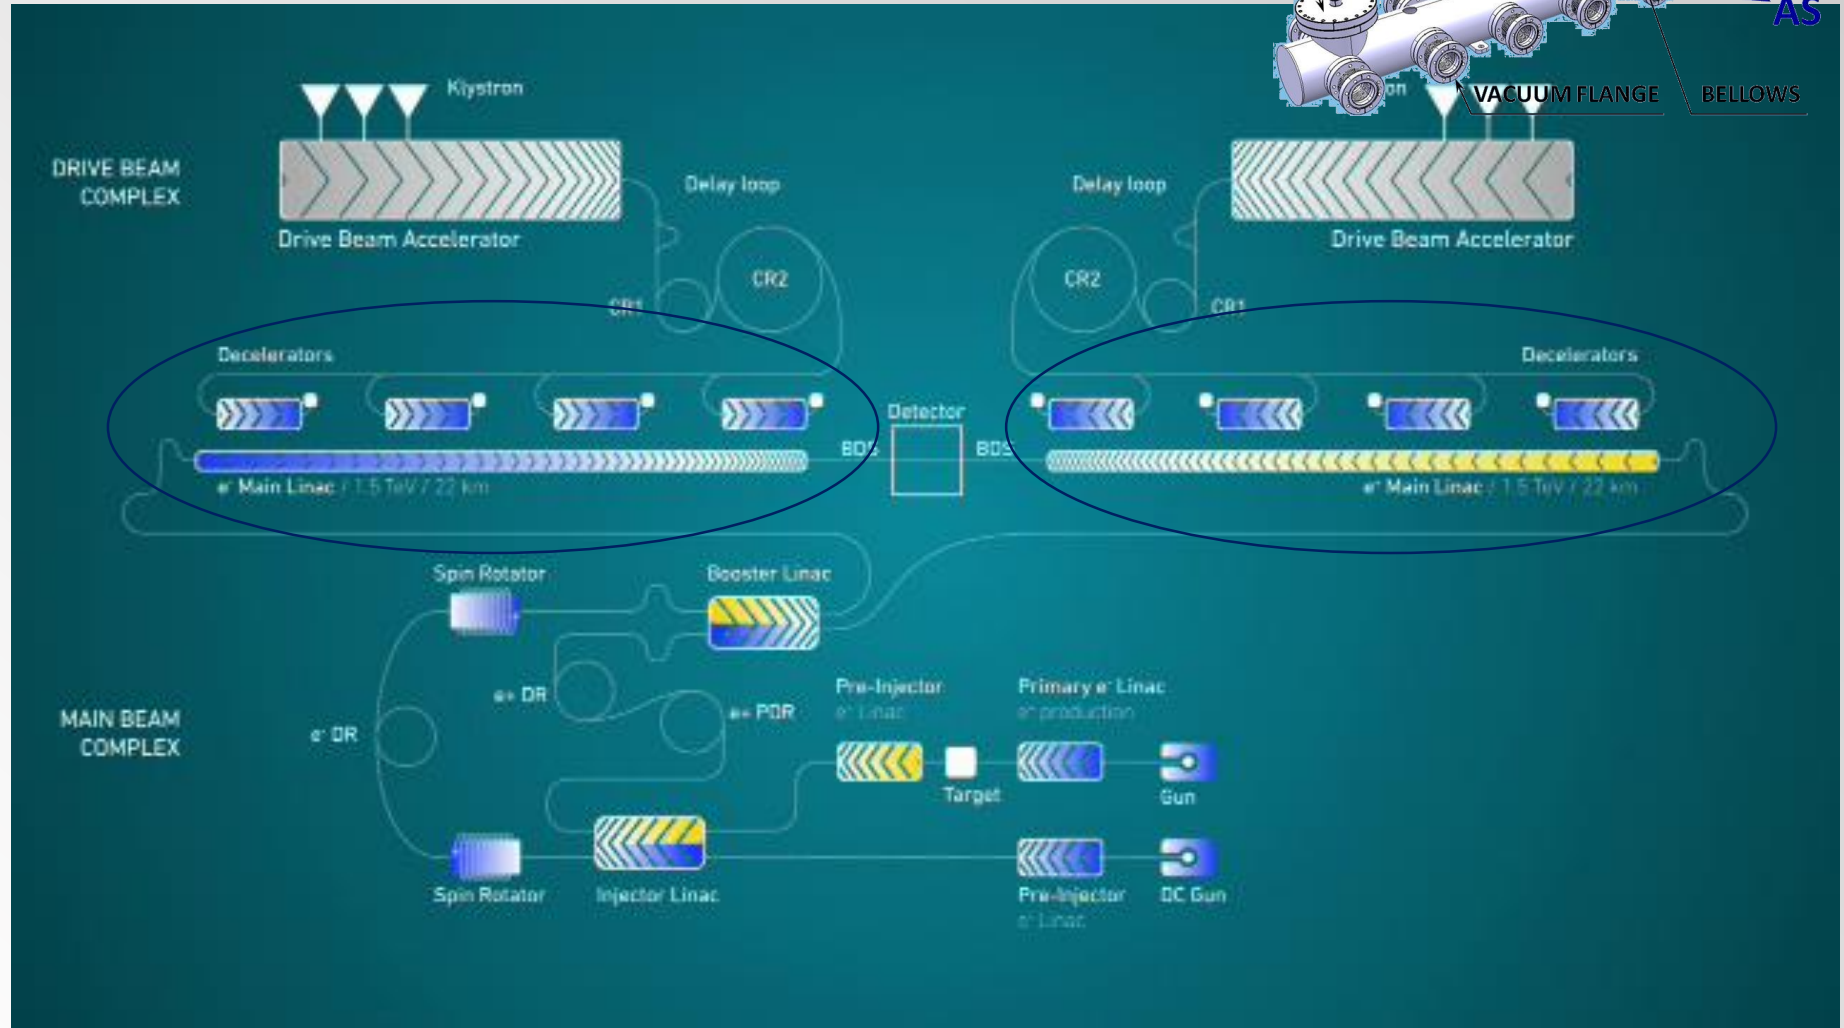 AS
VACUUM FLANGE
BELLOWS
Klystron
on
DRIVE BEAM
COMPLEX
Delay loop
Delay loop
Drive Beam Accelerator
Drive Beam Accelerator
CR2
CR2
CR1
CR1
Decelerators
Decelerators
Detector
BDS
BDS
e- Main Linac / 1.5 TeV / 22 km
e+ Main Linac / 1.5 TeV / 22 km
Spin Rotator
Booster Linac
e+ DR
Pre-Injector
e+ Linac
Primary e- Linac
e- production
MAIN BEAM
COMPLEX
e- DR
e+ PDR
Target
Gun
Spin Rotator
Injector Linac
Pre-Injector
e- Linac
DC Gun